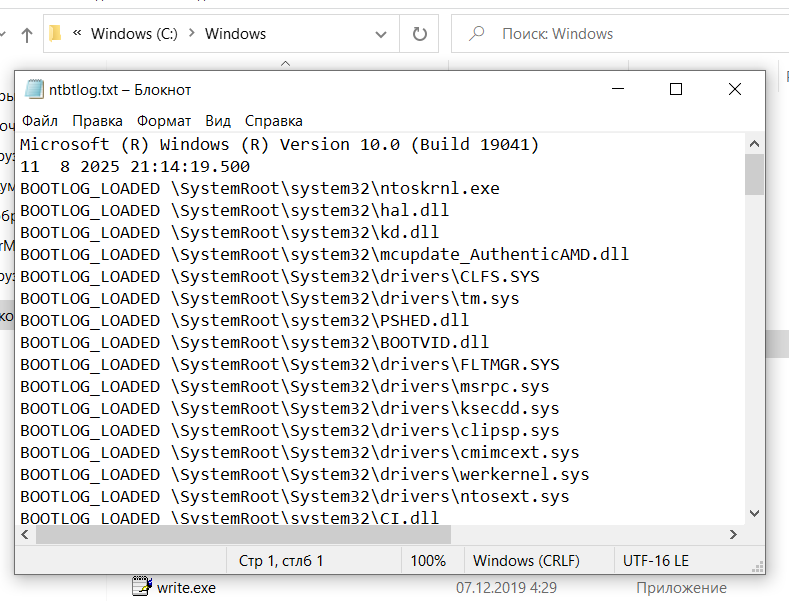 « Windows (C:) > Windows
Поиск: Windows
ntbtlog.txt – Блокнот
Файл Правка Формат Вид Справка
Microsoft (R) Windows (R) Version 10.0 (Build 19041)
11  8 2025 21:14:19.500
BOOTLOG_LOADED \SystemRoot\system32\ntoskrnl.exe
BOOTLOG_LOADED \SystemRoot\system32\hal.dll
BOOTLOG_LOADED \SystemRoot\system32\kd.dll
BOOTLOG_LOADED \SystemRoot\system32\mcupdate_AuthenticAMD.dll
BOOTLOG_LOADED \SystemRoot\System32\drivers\CLFS.SYS
BOOTLOG_LOADED \SystemRoot\System32\drivers\tm.sys
BOOTLOG_LOADED \SystemRoot\system32\PSHED.dll
BOOTLOG_LOADED \SystemRoot\system32\BOOTVID.dll
BOOTLOG_LOADED \SystemRoot\System32\drivers\FLTMGR.SYS
BOOTLOG_LOADED \SystemRoot\System32\drivers\msrpc.sys
BOOTLOG_LOADED \SystemRoot\System32\drivers\ksecdd.sys
BOOTLOG_LOADED \SystemRoot\System32\drivers\clipsp.sys
BOOTLOG_LOADED \SystemRoot\System32\drivers\cmimcext.sys
BOOTLOG_LOADED \SystemRoot\System32\drivers\werkernel.sys
BOOTLOG_LOADED \SystemRoot\System32\drivers\ntosext.sys
BOOTLOG_LOADED \SystemRoot\system32\CI.dll
Стр 1, стлб 1 100% Windows (CRLF) UTF-16 LE
write.exe 07.12.2019 4:29 Приложение